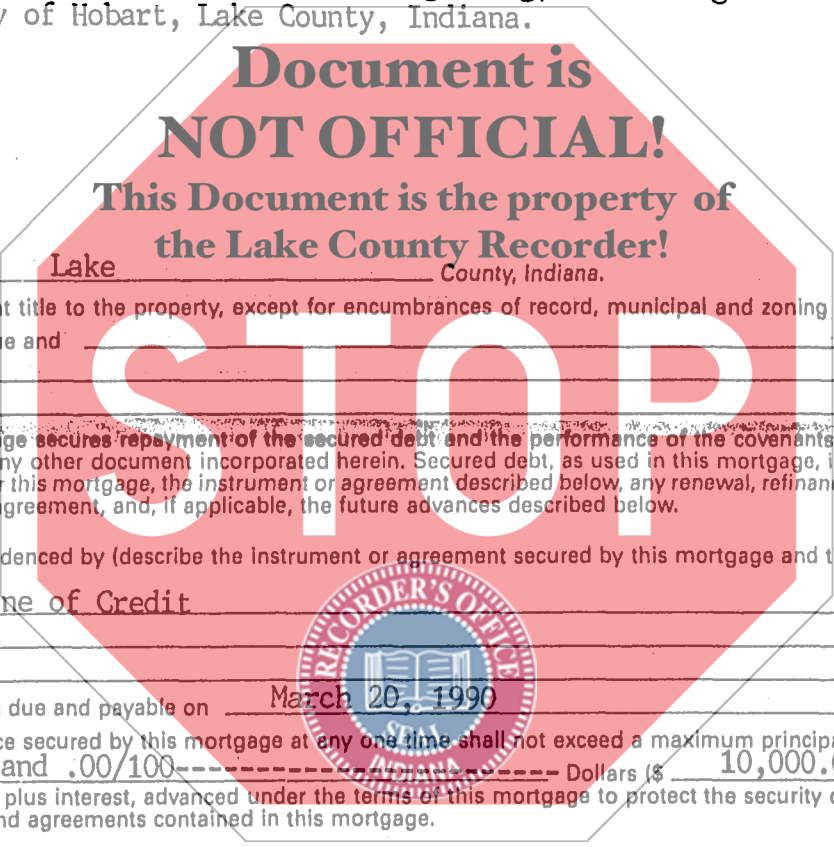 y of Hobart, Lake County, Indiana.
Document is
NOT OFFICIAL!
This Document is the property of
the Lake County Recorder!
Lake County, Indiana.
nt title to the property, except for encumbrances of record, municipal and zoning
ue and
STOP
ge secures repayment of the secured debt and the performance of the covenants
ny other document incorporated herein. Secured debt, as used in this mortgage, i
r this mortgage, the instrument or agreement described below, any renewal, refinan
greement, and, if applicable, the future advances described below.
denced by (describe the instrument or agreement secured by this mortgage and t
ne of Credit
RECORDER'S OFFICE
SEAL
INDIANA
s due and payable on March 20, 1990
ce secured by this mortgage at any one time shall not exceed a maximum principa
and .00/100------------------------------ Dollars ($ 10,000.0
plus interest, advanced under the terms of this mortgage to protect the security o
nd agreements contained in this mortgage.